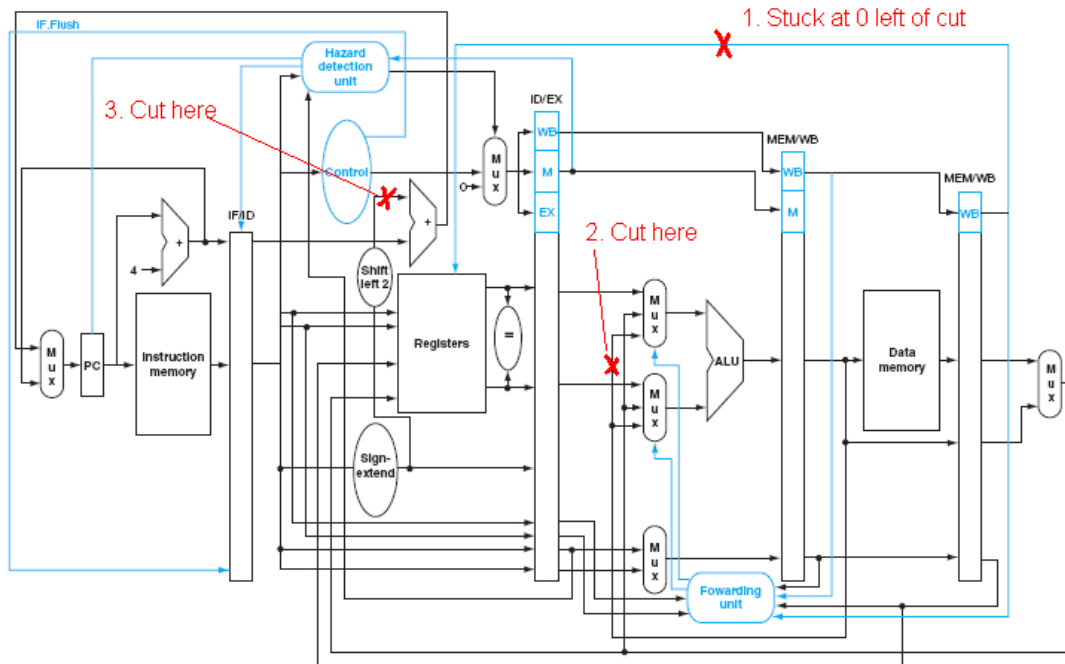 1. Stuck at 0 left of cut
IF.Flush
Hazard
detection
unit
3. Cut here
ID/EX
WB
MEM/WB
Control
M
u
x
0
M
WB
MEM/WB
EX
M
WB
IF/ID
+
+
4
Shift
left 2
2. Cut here
M
u
x
PC
Instruction
memory
Registers
=
M
u
x
M
u
x
ALU
Data
memory
M
u
x
Sign-
extend
M
u
x
Fowarding
unit